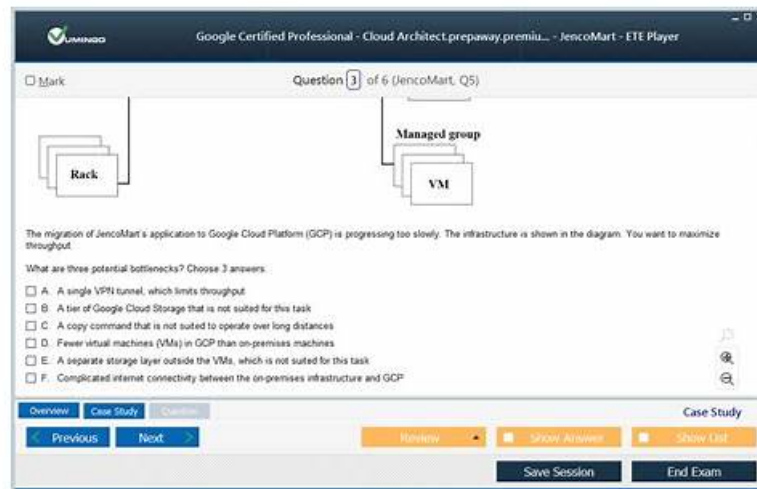 VUMINGO
Google Certified Professional - Cloud Architect.prepaway.premiu... - JencoMart - ETE Player
Mark
Question 3 of 6 (JencoMart, Q5)
Managed group
Rack
VM
The migration of JencoMart's application to Google Cloud Platform (GCP) is progressing too slowly. The infrastructure is shown in the diagram. You want to maximize
throughput.
What are three potential bottlenecks? Choose 3 answers.
A. A single VPN tunnel, which limits throughput
B. A tier of Google Cloud Storage that is not suited for this task
C. A copy command that is not suited to operate over long distances
D. Fewer virtual machines (VMs) in GCP than on-premises machines
E. A separate storage layer outside the VMs, which is not suited for this task
F. Complicated internet connectivity between the on-premises infrastructure and GCP
Overview Case Study Question Case Study
Previous Next Review Show Answer Show List
Save Session End Exam